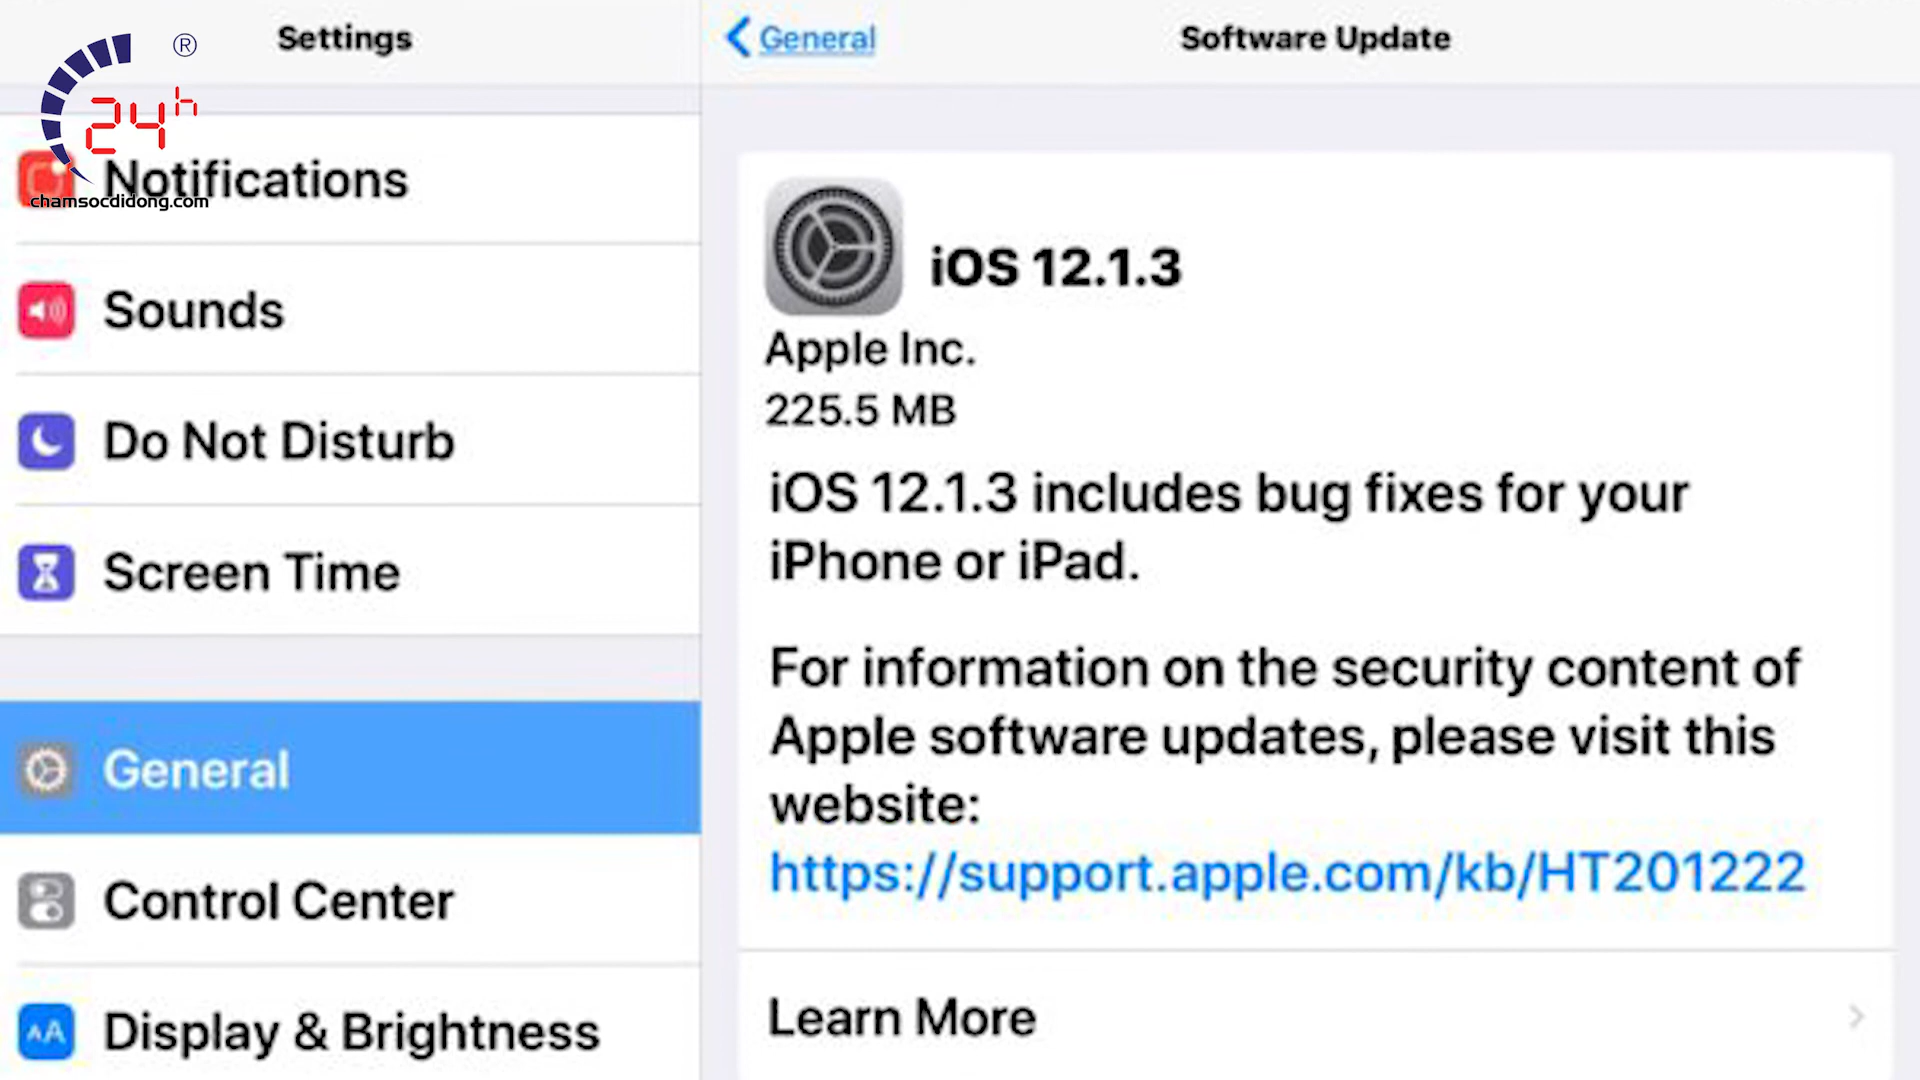 Settings
General
Software Update
®
24h
chamsocdidong.com
Notifications
Sounds
Do Not Disturb
Screen Time
General
Control Center
AA
Display & Brightness
iOS 12.1.3
Apple Inc.
225.5 MB
iOS 12.1.3 includes bug fixes for your
iPhone or iPad.
For information on the security content of
Apple software updates, please visit this
website:
https://support.apple.com/kb/HT201222
Learn More